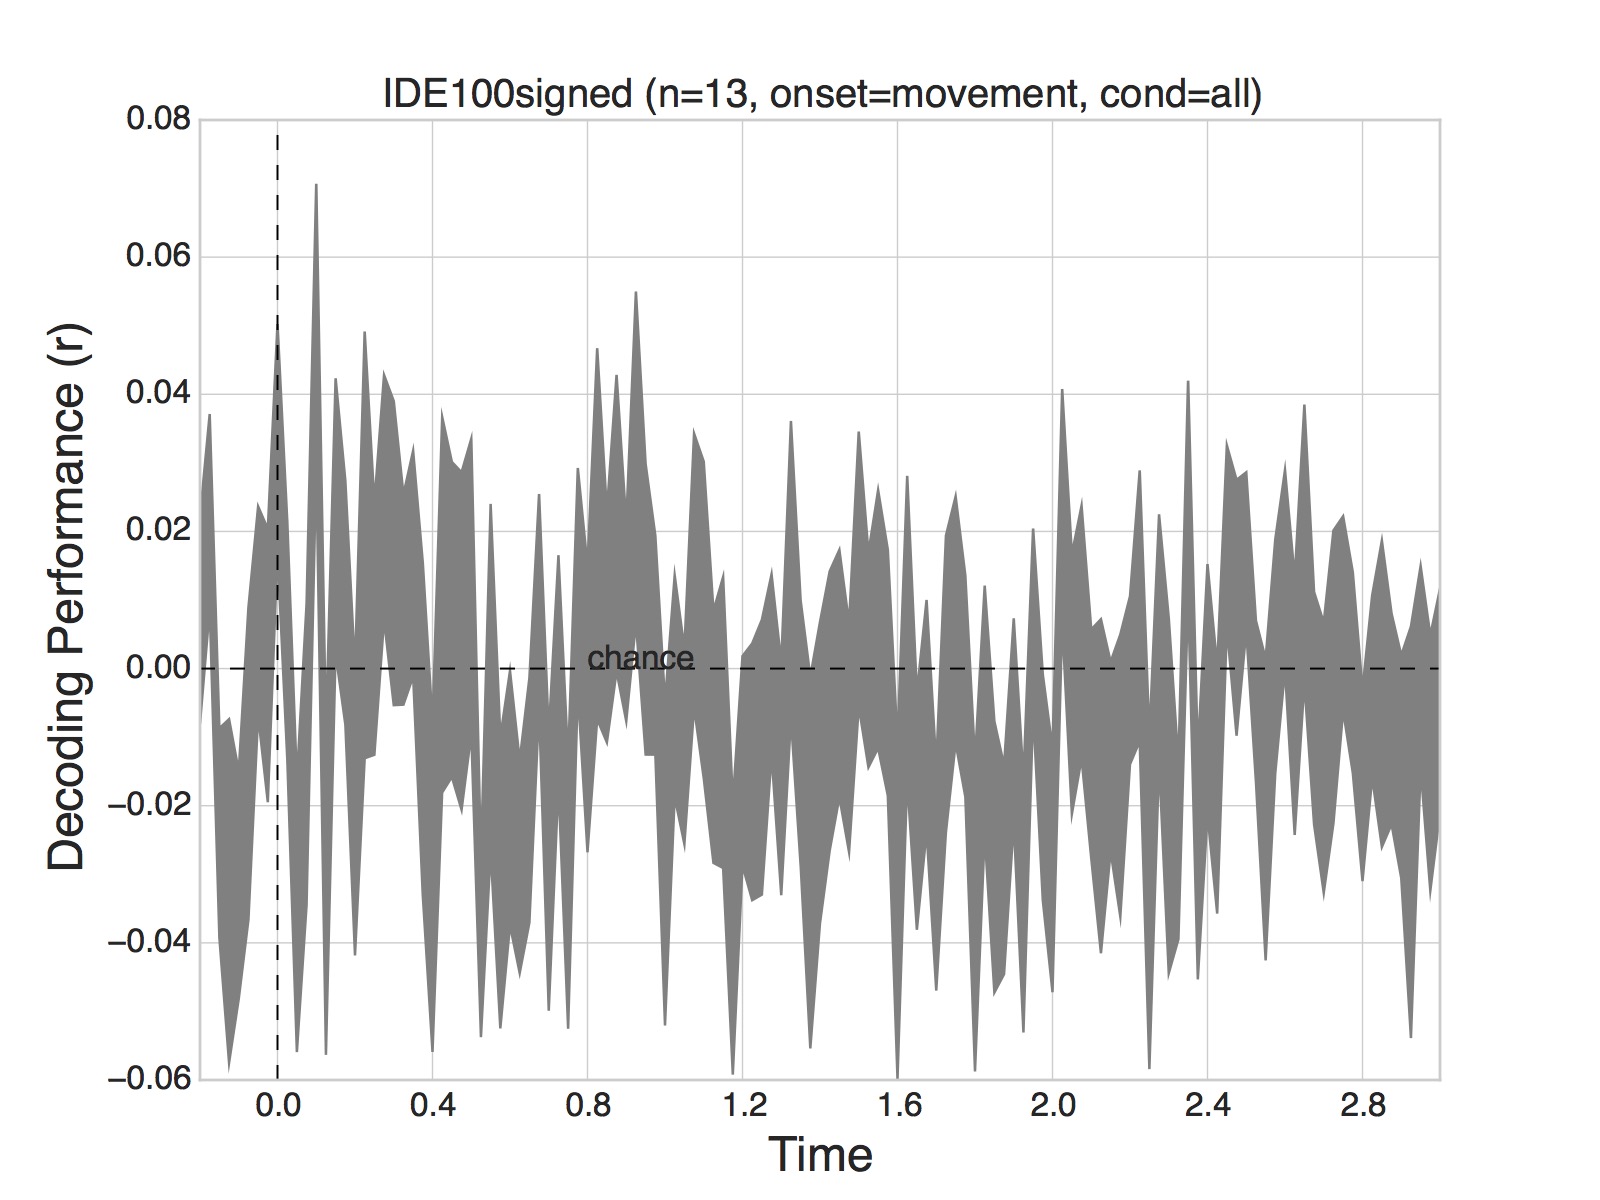 IDE100signed (n=13, onset=movement, cond=all)
Decoding Performance (r)
0.08
0.06
0.04
0.02
0.00
−0.02
−0.04
−0.06
chance
0.0 0.4 0.8 1.2 1.6 2.0 2.4 2.8
Time